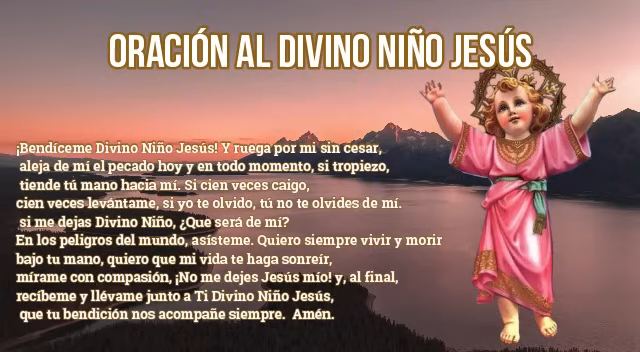 ORACIÓN AL DIVINO NIÑO JESÚS
¡Bendíceme Divino Niño Jesús! Y ruega por mi sin cesar,
aleja de mí el pecado hoy y en todo momento, si tropiezo,
tiende tú mano hacia mí. Si cien veces caigo,
cien veces levántame, si yo te olvido, tú no te olvides de mí.
si me dejas Divino Niño, ¿Que será de mí?
En los peligros del mundo, asísteme. Quiero siempre vivir y morir
bajo tu mano, quiero que mi vida te haga sonreír,
mírame con compasión, ¡No me dejes Jesús mío! y, al final,
recíbeme y llévame junto a Ti Divino Niño Jesús,
que tu bendición nos acompañe siempre. Amén.